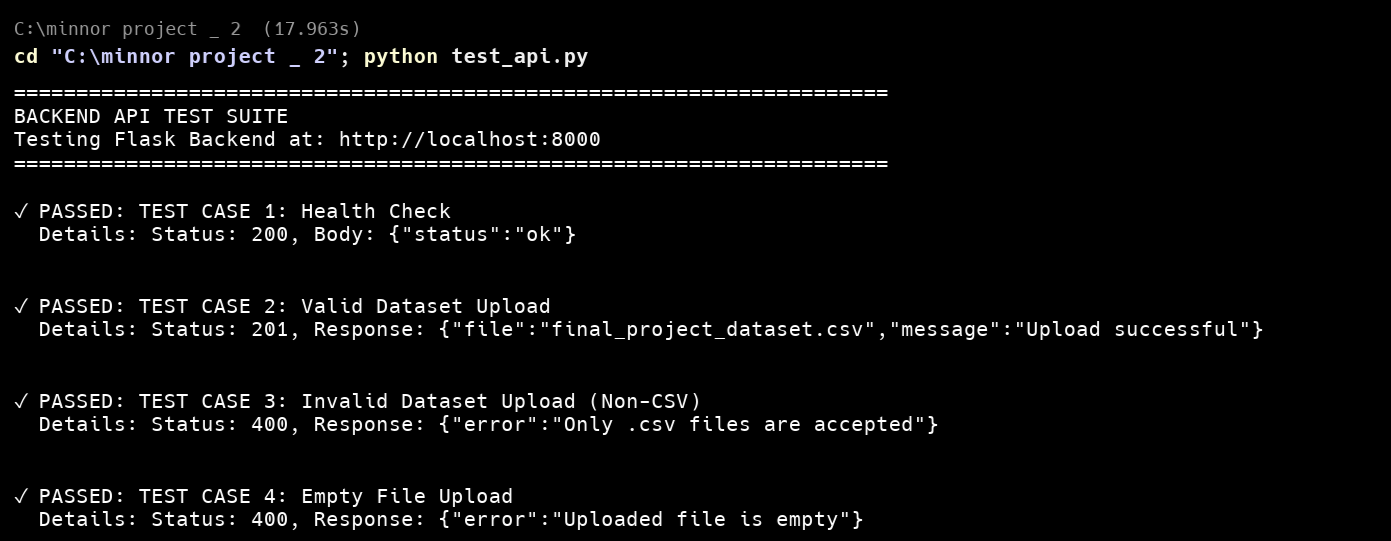 C:\minnor project _ 2  (17.963s)
cd "C:\minnor project _ 2"; python test_api.py
======================================================================
BACKEND API TEST SUITE
Testing Flask Backend at: http://localhost:8000
======================================================================
✓ PASSED: TEST CASE 1: Health Check
Details: Status: 200, Body: {"status":"ok"}
✓ PASSED: TEST CASE 2: Valid Dataset Upload
Details: Status: 201, Response: {"file":"final_project_dataset.csv","message":"Upload successful"}
✓ PASSED: TEST CASE 3: Invalid Dataset Upload (Non-CSV)
Details: Status: 400, Response: {"error":"Only .csv files are accepted"}
✓ PASSED: TEST CASE 4: Empty File Upload
Details: Status: 400, Response: {"error":"Uploaded file is empty"}